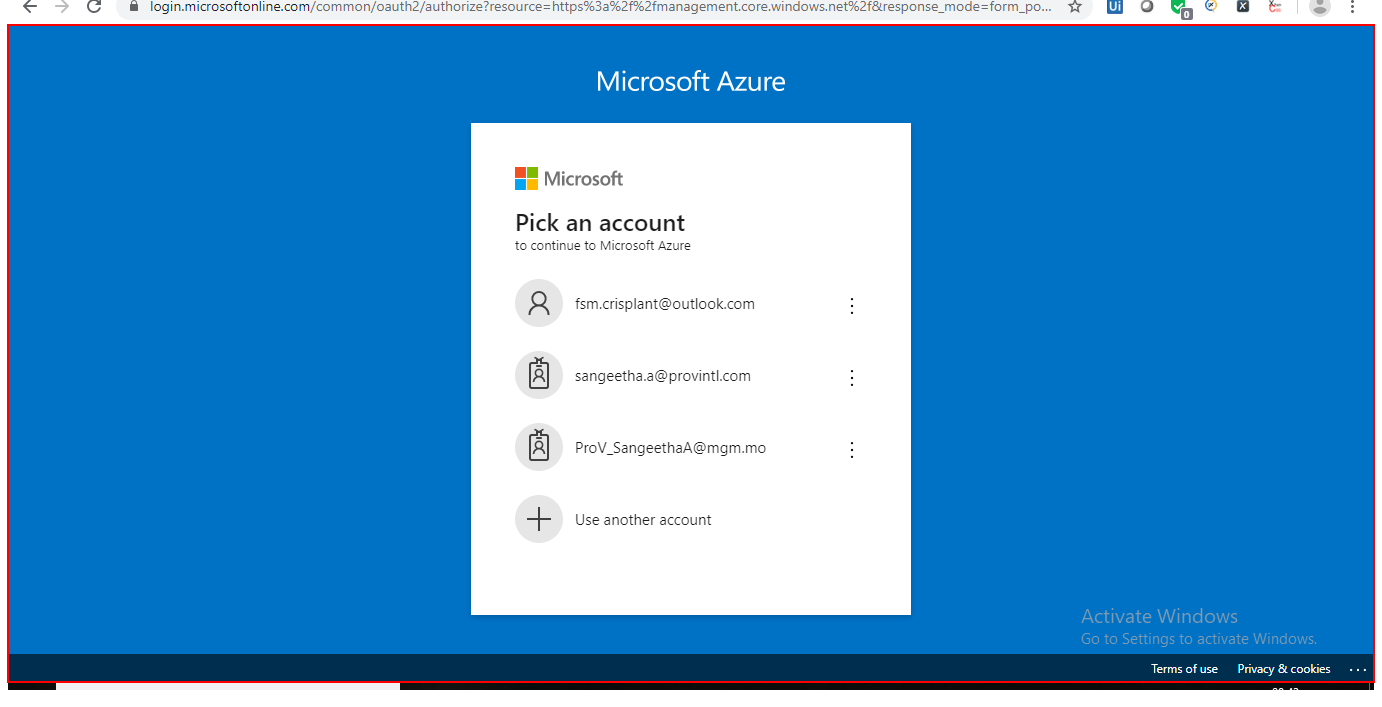 login.microsoftonline.com/common/oauth2/authorize?resource=https%3a%2f%2fmanagement.core.windows.net%2f&response_mode=form_po...
Ui
0
X
Microsoft Azure
Microsoft
Pick an account
to continue to Microsoft Azure
fsm.crisplant@outlook.com
sangeetha.a@provintl.com
ProV_SangeethaA@mgm.mo
Use another account
Activate Windows
Go to Settings to activate Windows.
Terms of use Privacy & cookies ...